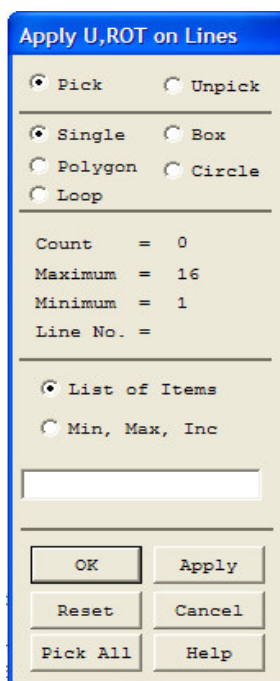 Apply U,ROT on Lines
Pick Unpick
Single Box
Polygon Circle
Loop
Count = 0
Maximum = 16
Minimum = 1
Line No. =
List of Items
Min, Max, Inc
OK Apply
Reset Cancel
Pick All Help